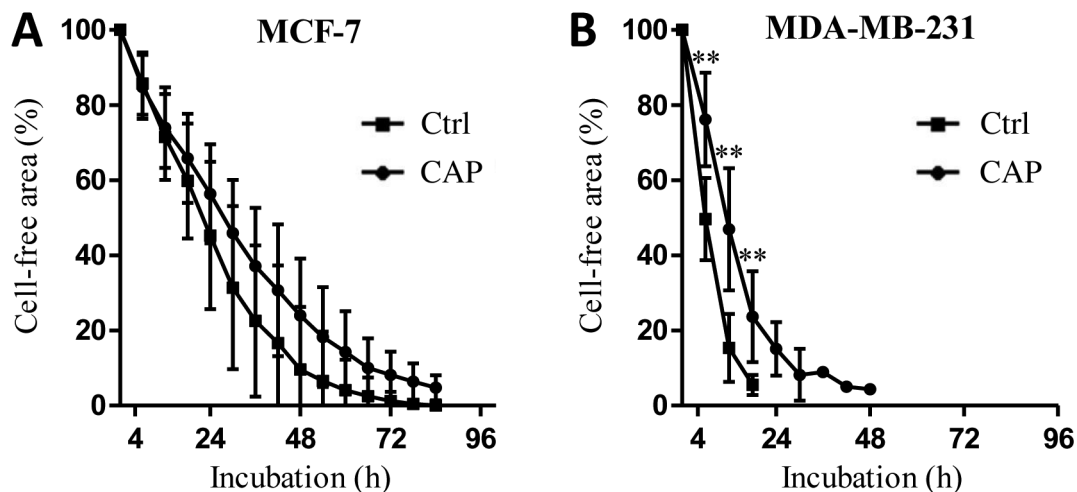 A
MCF-7
Cell-free area (%)
100
80
60
40
20
0
Ctrl
CAP
4 24 48 72 96
Incubation (h)
B
MDA-MB-231
Cell-free area (%)
100
80
60
40
20
0
**
**
**
Ctrl
CAP
4 24 48 72 96
Incubation (h)